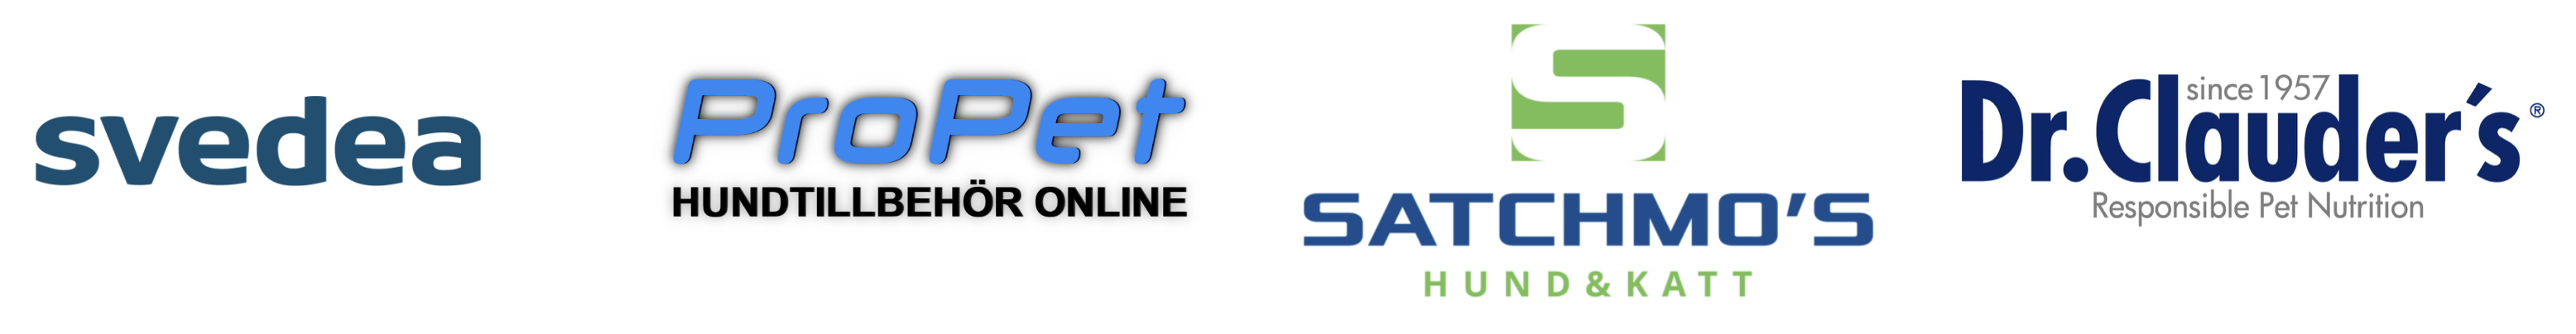 svedea
ProPet
HUNDTILLBEHÖR ONLINE
S
SATCHMO'S
HUND&KATT
since 1957
Dr. Clauder's®
Responsible Pet Nutrition